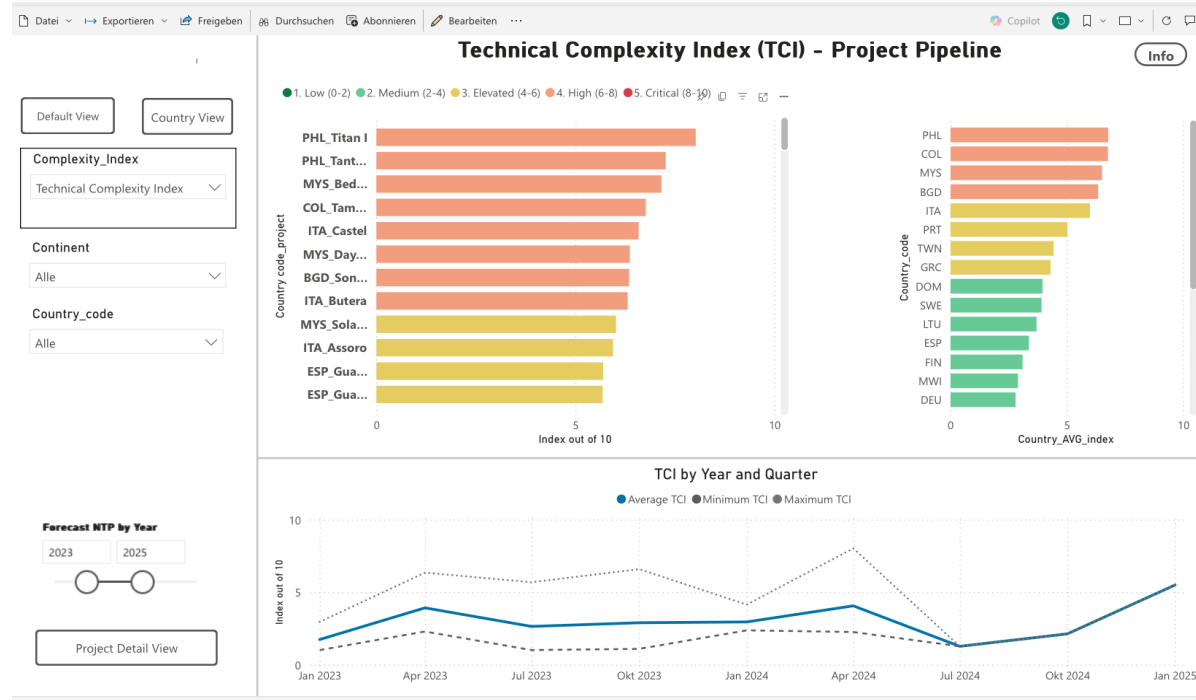 Datei Exportieren Freigeben Durchsuchen Abonnieren Bearbeiten ... Copilot
Technical Complexity Index (TCI) - Project Pipeline
Info
Default View
Country View
Complexity_Index
Technical Complexity Index
Continent
Alle
Country_code
Alle
Forecast NTP by Year
2023 2025
Project Detail View
1. Low (0-2) 2. Medium (2-4) 3. Elevated (4-6) 4. High (6-8) 5. Critical (8-10)
Country code_project
PHL_Titan I
PHL_Tant...
MYS_Bed...
COL_Tam...
ITA_Castel
MYS_Day...
BGD_Son...
ITA_Butera
MYS_Sola...
ITA_Assoro
ESP_Gua...
ESP_Gua...
0 5 10
Index out of 10
Country_code
PHL
COL
MYS
BGD
ITA
PRT
TWN
GRC
DOM
SWE
LTU
ESP
FIN
MWI
DEU
0 5 10
Country_AVG_index
TCI by Year and Quarter
Average TCI Minimum TCI Maximum TCI
Index out of 10
10
5
0
Jan 2023 Apr 2023 Jul 2023 Okt 2023 Jan 2024 Apr 2024 Jul 2024 Okt 2024 Jan 2025